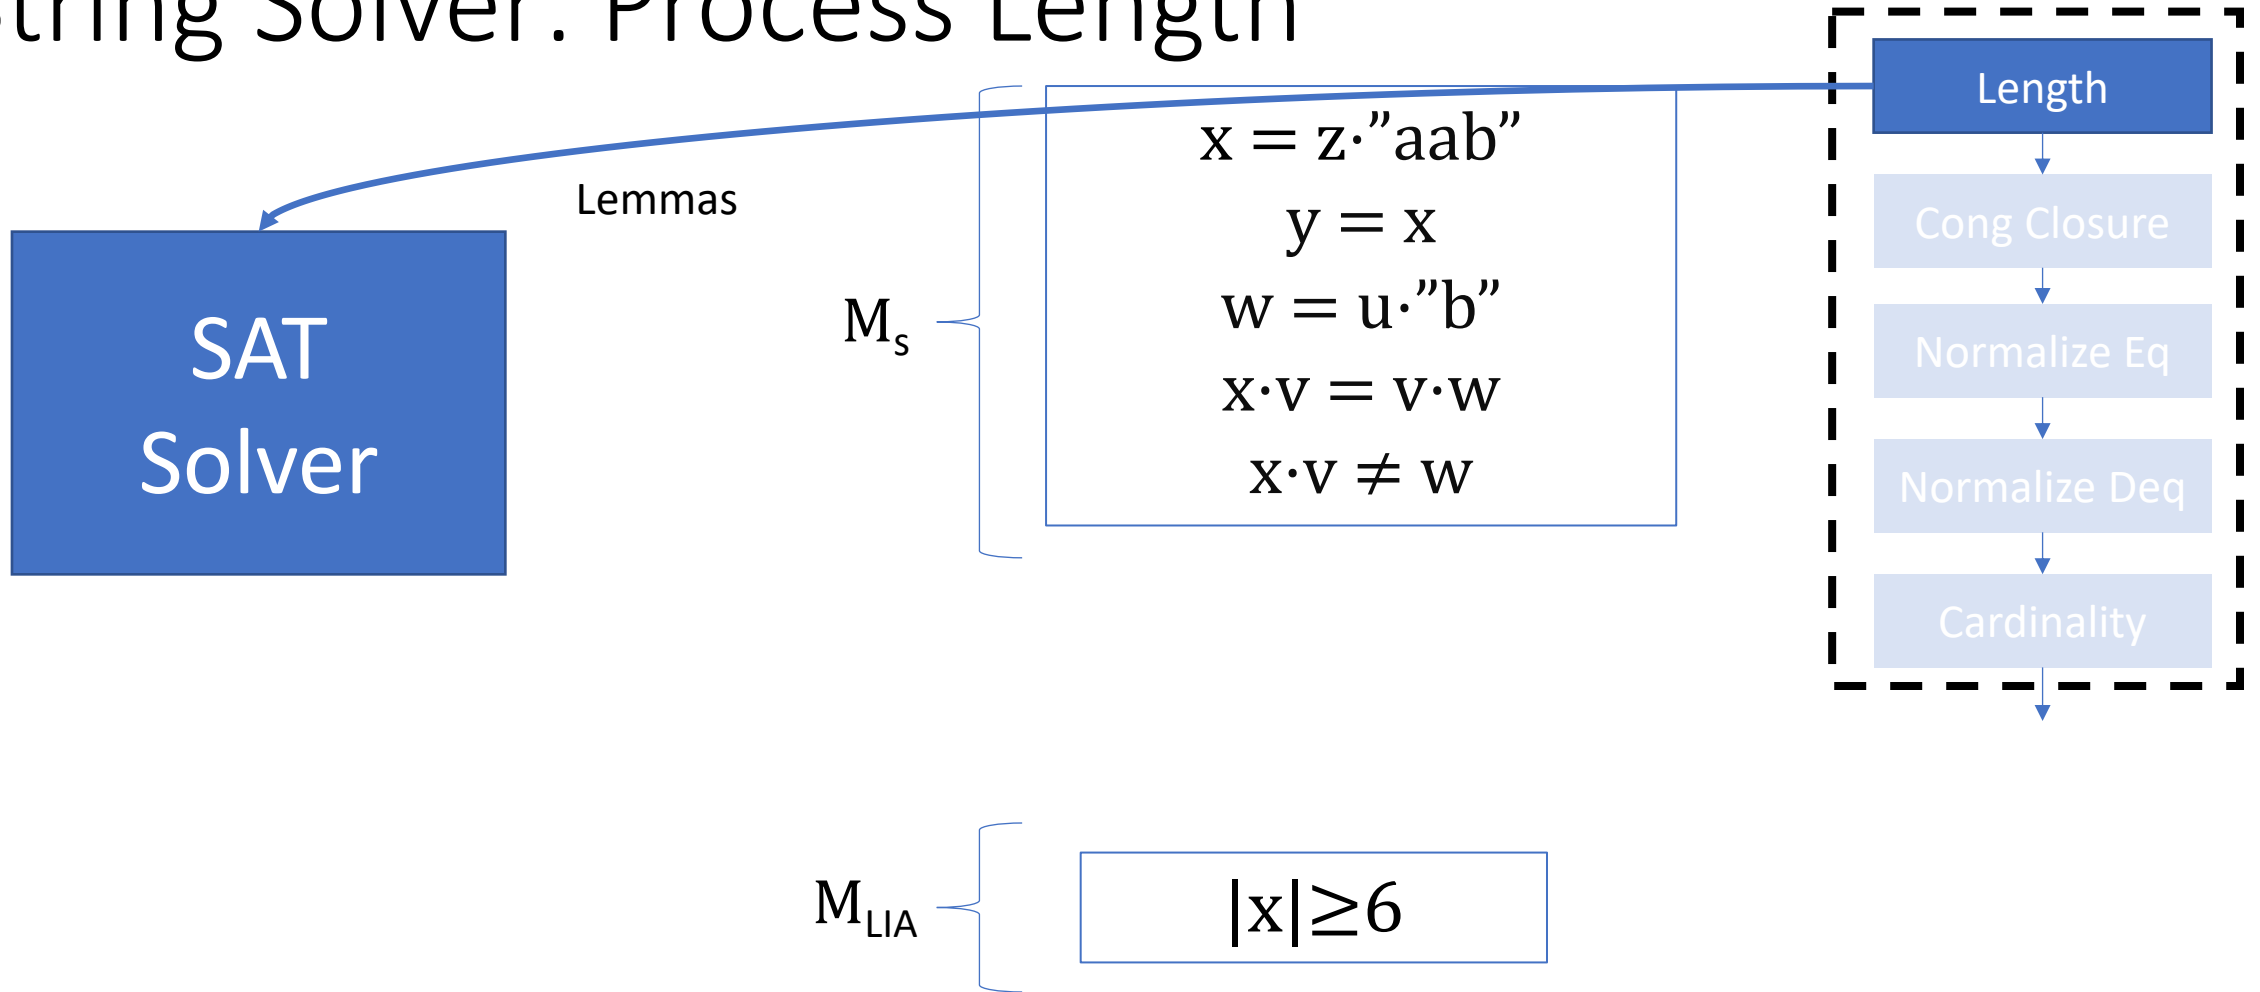 String Solver: Process Length
Length
Cong Closure
Normalize Eq
Normalize Deq
Cardinality
Lemmas
SAT
Solver
Ms
x = z·”aab”
y = x
w = u·”b”
x·v = v·w
x·v ≠ w
MLIA
|x|≥6